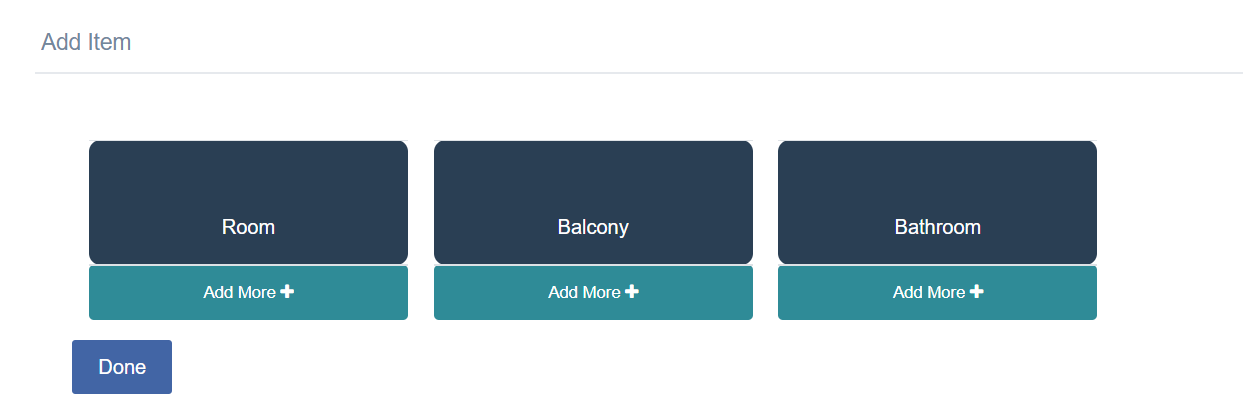 Add Item
Room
Balcony
Bathroom
Add More
Add More
Add More
Done